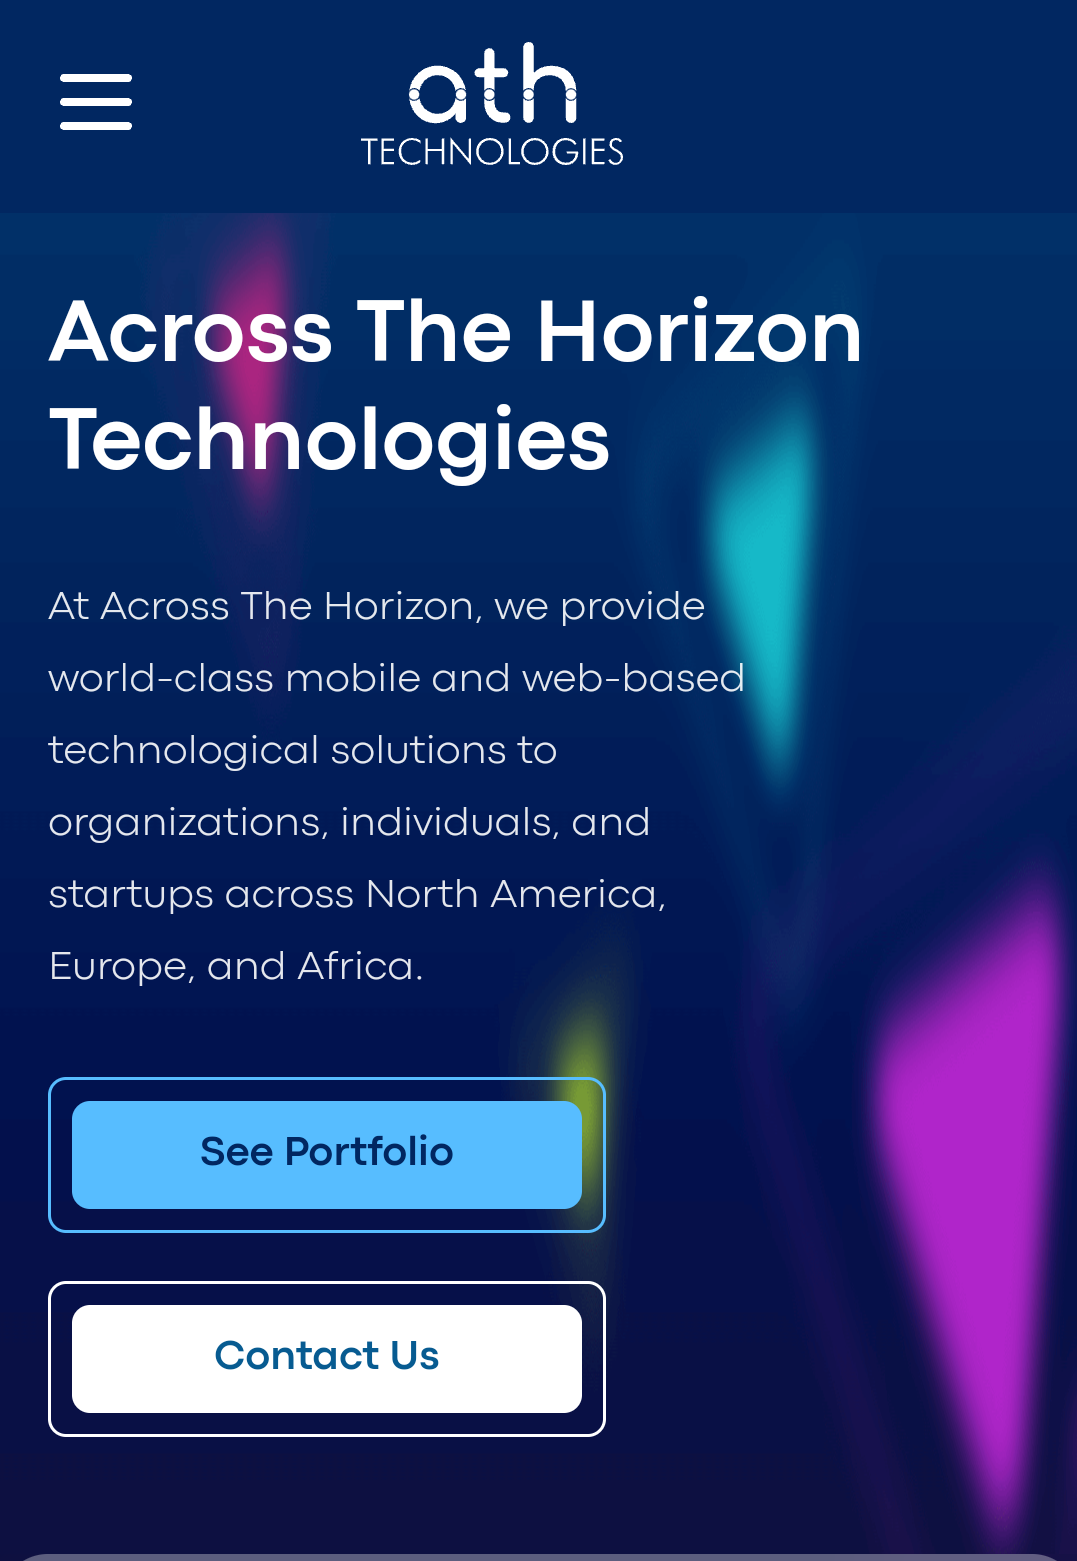 ath
TECHNOLOGIES
Across The Horizon
Technologies
At Across The Horizon, we provide
world-class mobile and web-based
technological solutions to
organizations, individuals, and
startups across North America,
Europe, and Africa.
See Portfolio
Contact Us